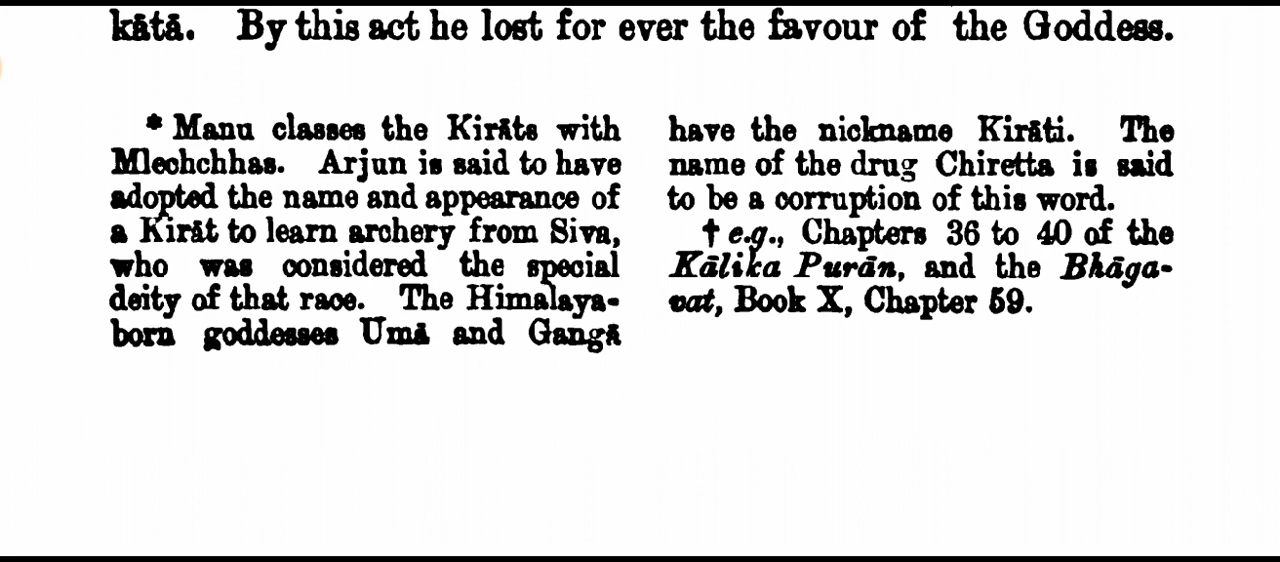 kātā. By this act he lost for ever the favour of the Goddess.
* Manu classes the Kirāts with
Mlechchhas. Arjun is said to have
adopted the name and appearance of
a Kirāt to learn archery from Siva,
who was considered the special
deity of that race. The Himalaya-
born goddesses Umā and Gangā
have the nickname Kirāti. The
name of the drug Chiretta is said
to be a corruption of this word.
† e.g., Chapters 36 to 40 of the
Kālika Purān, and the Bhāga-
vat, Book X, Chapter 59.